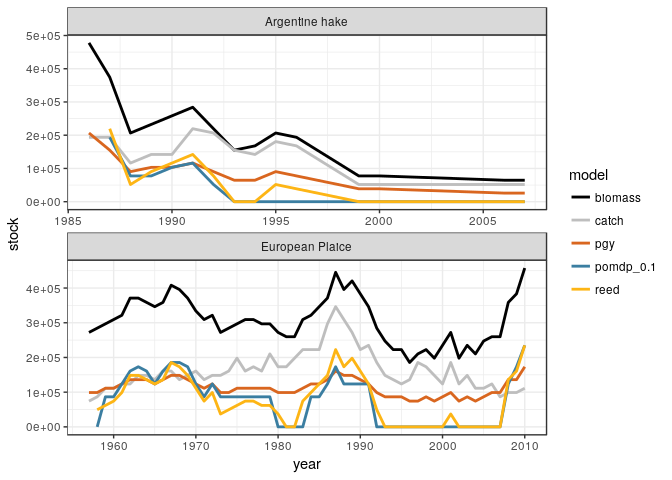 Argentine hake
5e+05
4e+05
3e+05
2e+05
1e+05
0e+00
1985 1990 1995 2000 2005
European Plaice
4e+05
3e+05
2e+05
1e+05
0e+00
1960 1970 1980 1990 2000 2010
year
stock
model
biomass
catch
pgy
pomdp_0.1
reed